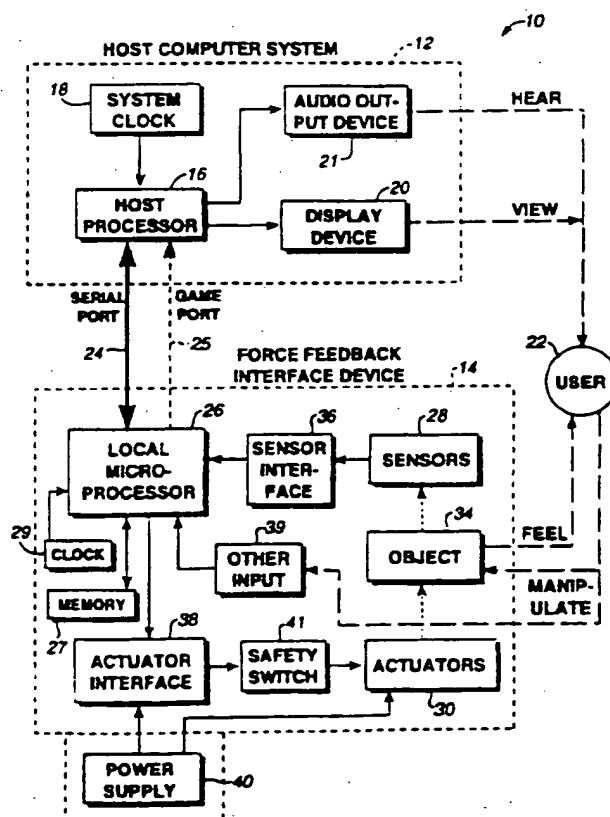 10
HOST COMPUTER SYSTEM
12
18
SYSTEM
CLOCK
AUDIO OUT-
PUT DEVICE
21
HEAR
16
HOST
PROCESSOR
20
DISPLAY
DEVICE
VIEW
SERIAL
PORT
24
GAME
PORT
25
FORCE FEEDBACK
INTERFACE DEVICE
14
22
USER
26
LOCAL
MICRO-
PROCESSOR
36
SENSOR
INTER-
FACE
28
SENSORS
29
CLOCK
39
OTHER
INPUT
34
OBJECT
FEEL
MANIP-
ULATE
MEMORY
27
38
ACTUATOR
INTERFACE
41
SAFETY
SWITCH
ACTUATORS
30
POWER
SUPPLY
40